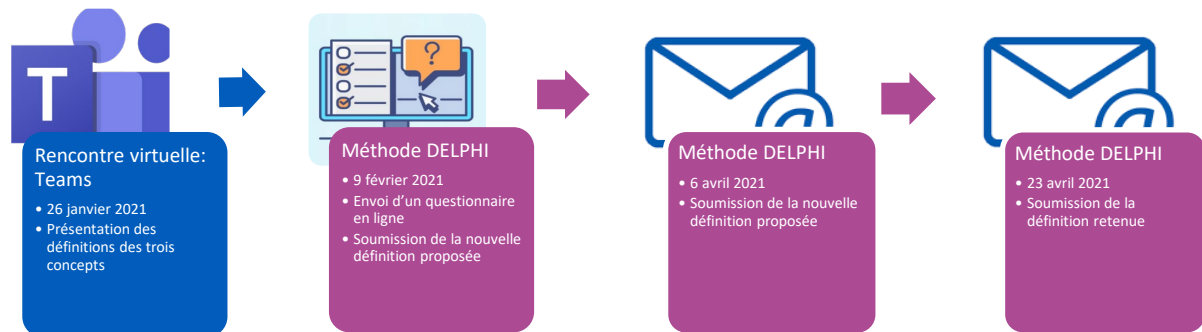 T
?
Rencontre virtuelle:
Teams
• 26 janvier 2021
• Présentation des
définitions des trois
concepts
Méthode DELPHI
• 9 février 2021
• Envoi d'un questionnaire
en ligne
• Soumission de la nouvelle
définition proposée
@
Méthode DELPHI
• 6 avril 2021
• Soumission de la nouvelle
définition proposée
@
Méthode DELPHI
• 23 avril 2021
• Soumission de la
définition retenue